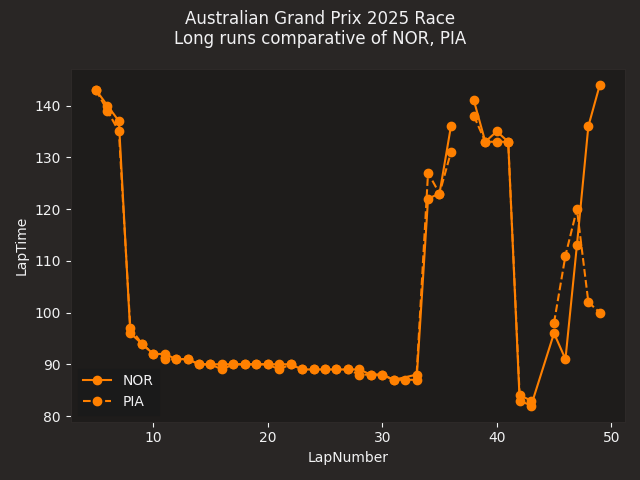 Australian Grand Prix 2025 Race
Long runs comparative of NOR, PIA
LapTime
140
130
120
110
100
90
80
NOR
PIA
10
20
30
40
50
LapNumber